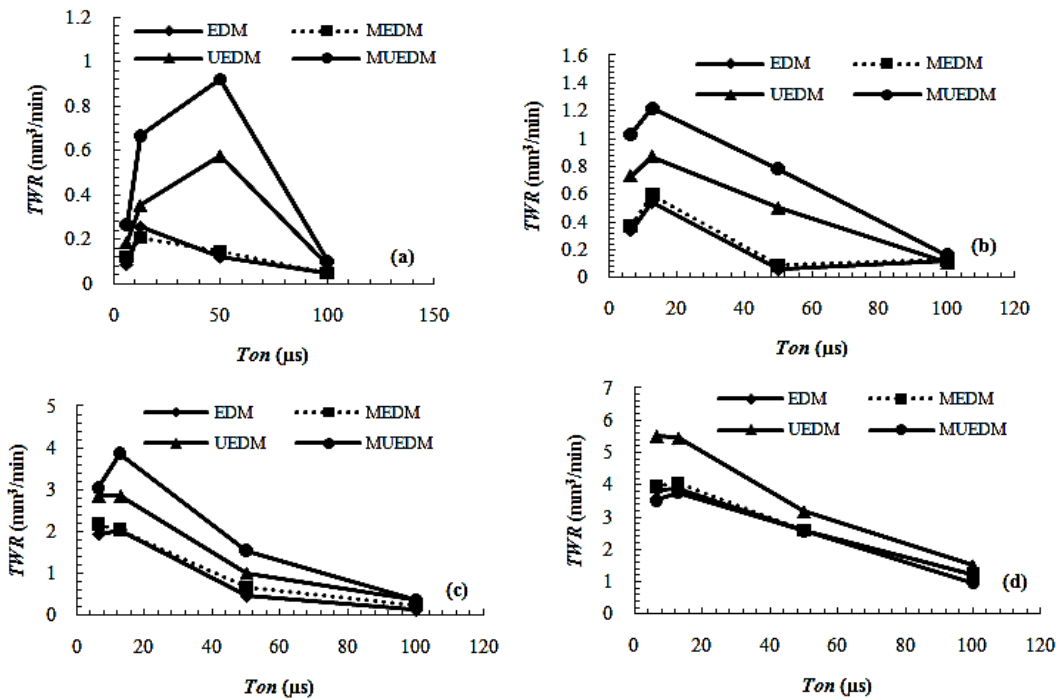 1.2
1
0.8
0.6
0.4
0.2
0
TWR (mm³/min)
EDM
MEDM
UEDM
MUEDM
(a)
0 50 100 150
Ton (µs)
1.6
1.4
1.2
1
0.8
0.6
0.4
0.2
0
TWR (mm³/min)
EDM
MEDM
UEDM
MUEDM
(b)
0 20 40 60 80 100 120
Ton (µs)
5
4
3
2
1
0
TWR (mm³/min)
EDM
MEDM
UEDM
MUEDM
(c)
0 20 40 60 80 100 120
Ton (µs)
7
6
5
4
3
2
1
0
TWR (mm³/min)
EDM
MEDM
UEDM
MUEDM
(d)
0 20 40 60 80 100 120
Ton (µs)